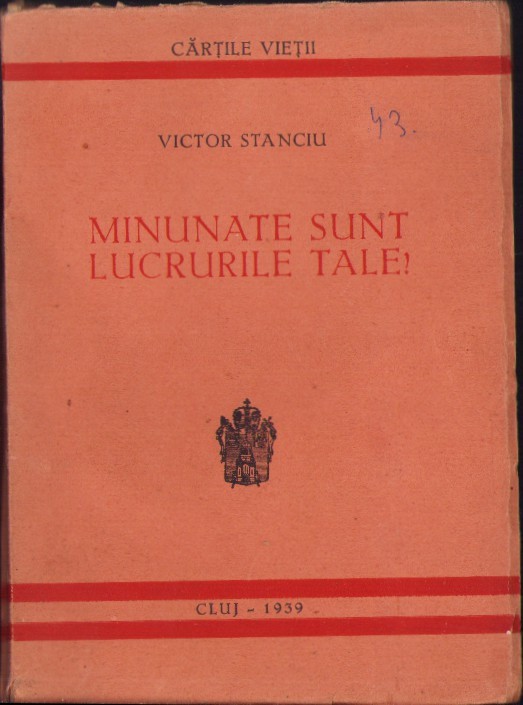 CĂRȚILE VIEȚII
VICTOR STANCIU
43.
MINUNATE SUNT
LUCRURILE TALE!
CLUJ - 1939